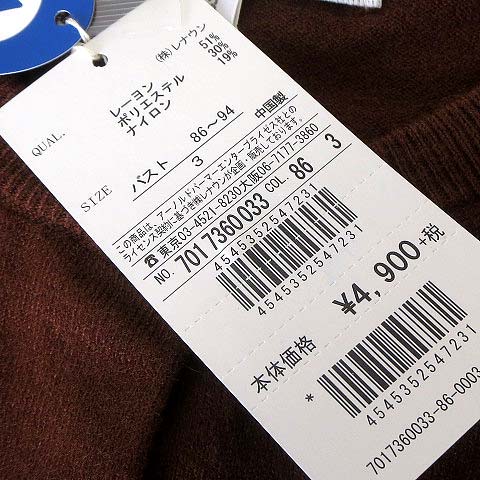 (株)レナウン
QUAL. レーヨン 51%
ポリエステル 30%
ナイロン 19%
SIZE バスト 86〜94
3 中国製
この商品は、アーノルドパーマーエンタープライゼス社との
ライセンス契約に基づき㈱レナウンが企画・販売しております。
☎東京03-4521-8230大阪06-7177-3860
NO. 7017360033 COL. 86 3
4535352547231
4535352547231
本体価格 ¥4,900+税
*
4535352547231
7017360033-86-0003